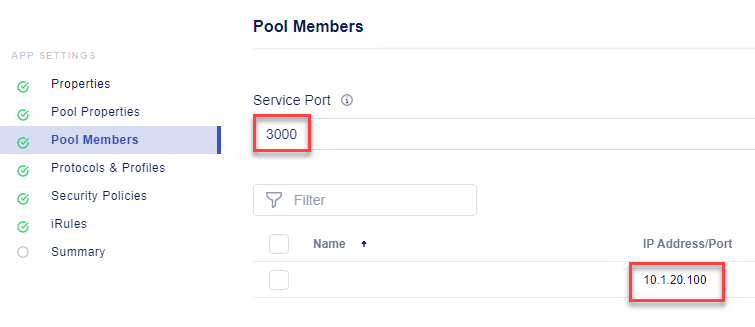 Pool Members
APP SETTINGS
Properties
Pool Properties
Pool Members
Protocols & Profiles
Security Policies
iRules
Summary
Service Port
3000
Filter
Name IP Address/Port
10.1.20.100